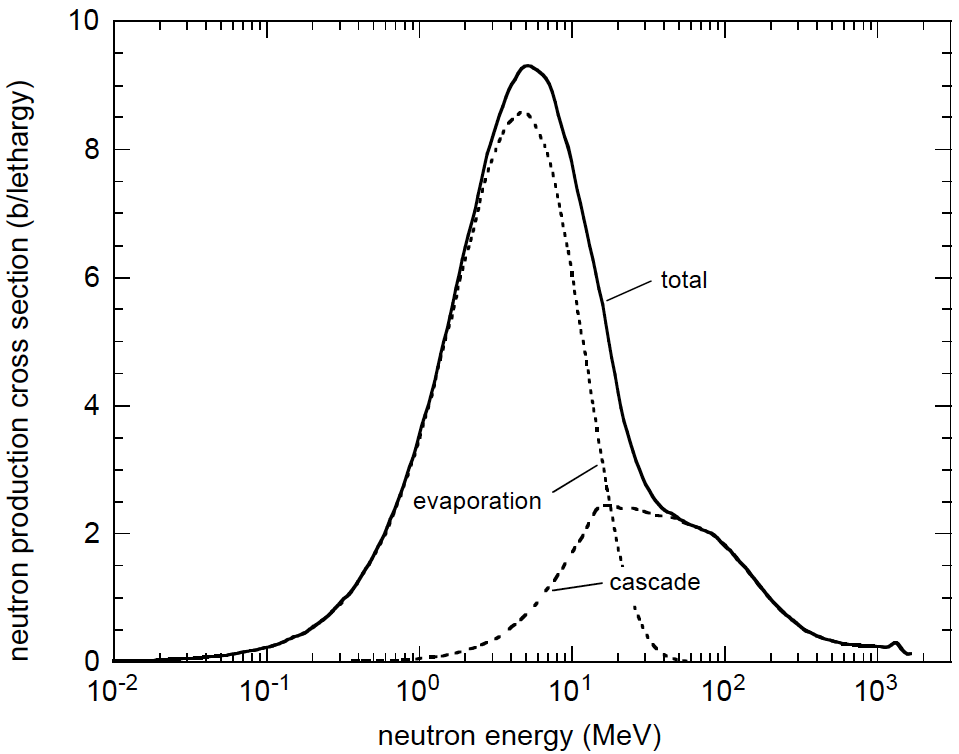 neutron production cross section (b/lethargy)
10
8
6
4
2
0
total
evaporation
cascade
10⁻² 10⁻¹ 10⁰ 10¹ 10² 10³
neutron energy (MeV)